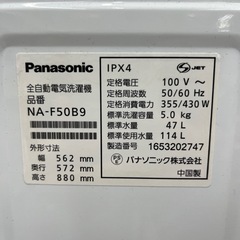 Panasonic
全自動電気洗濯機
品番
NA-F50B9
外形寸法
幅 562 mm
奥行 572 mm
高さ 880 mm
IPX4
S JET
定格電圧 100 V ～
定格周波数 50/60 Hz
定格消費電力 355/430 W
標準洗濯容量 5.0 kg
標準水量 47 L
標準使用水量 114 L
パナソニック株式会社
中国製
製造番号 1653202747